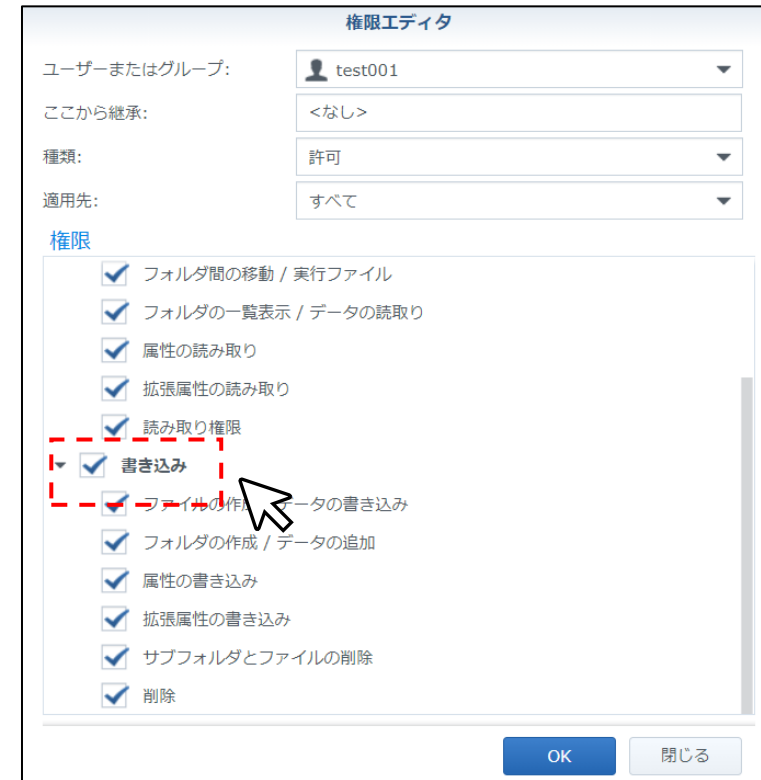 権限エディタ
ユーザーまたはグループ: test001
ここから継承: <なし>
種類: 許可
適用先: すべて
権限
フォルダ間の移動 / 実行ファイル
フォルダの一覧表示 / データの読取り
属性の読み取り
拡張属性の読み取り
読み取り権限
書き込み
ファイルの作成 / データの書き込み
フォルダの作成 / データの追加
属性の書き込み
拡張属性の書き込み
サブフォルダとファイルの削除
削除
OK 閉じる